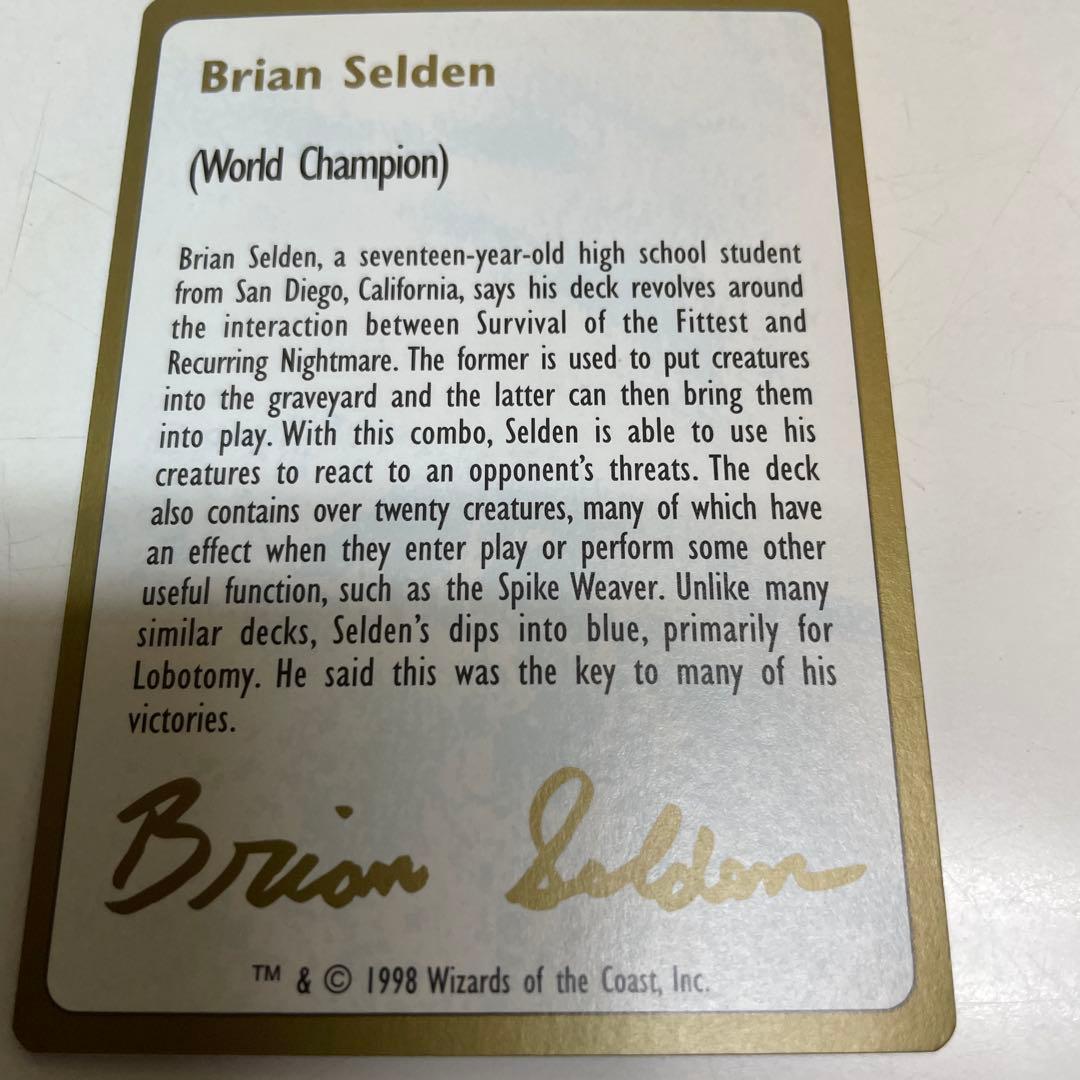 Brian Selden
(World Champion)
Brian Selden, a seventeen-year-old high school student
from San Diego, California, says his deck revolves around
the interaction between Survival of the Fittest and
Recurring Nightmare. The former is used to put creatures
into the graveyard and the latter can then bring them
into play. With this combo, Selden is able to use his
creatures to react to an opponent's threats. The deck
also contains over twenty creatures, many of which have
an effect when they enter play or perform some other
useful function, such as the Spike Weaver. Unlike many
similar decks, Selden's dips into blue, primarily for
Lobotomy. He said this was the key to many of his
victories.
Brian Selden
™ & © 1998 Wizards of the Coast, Inc.